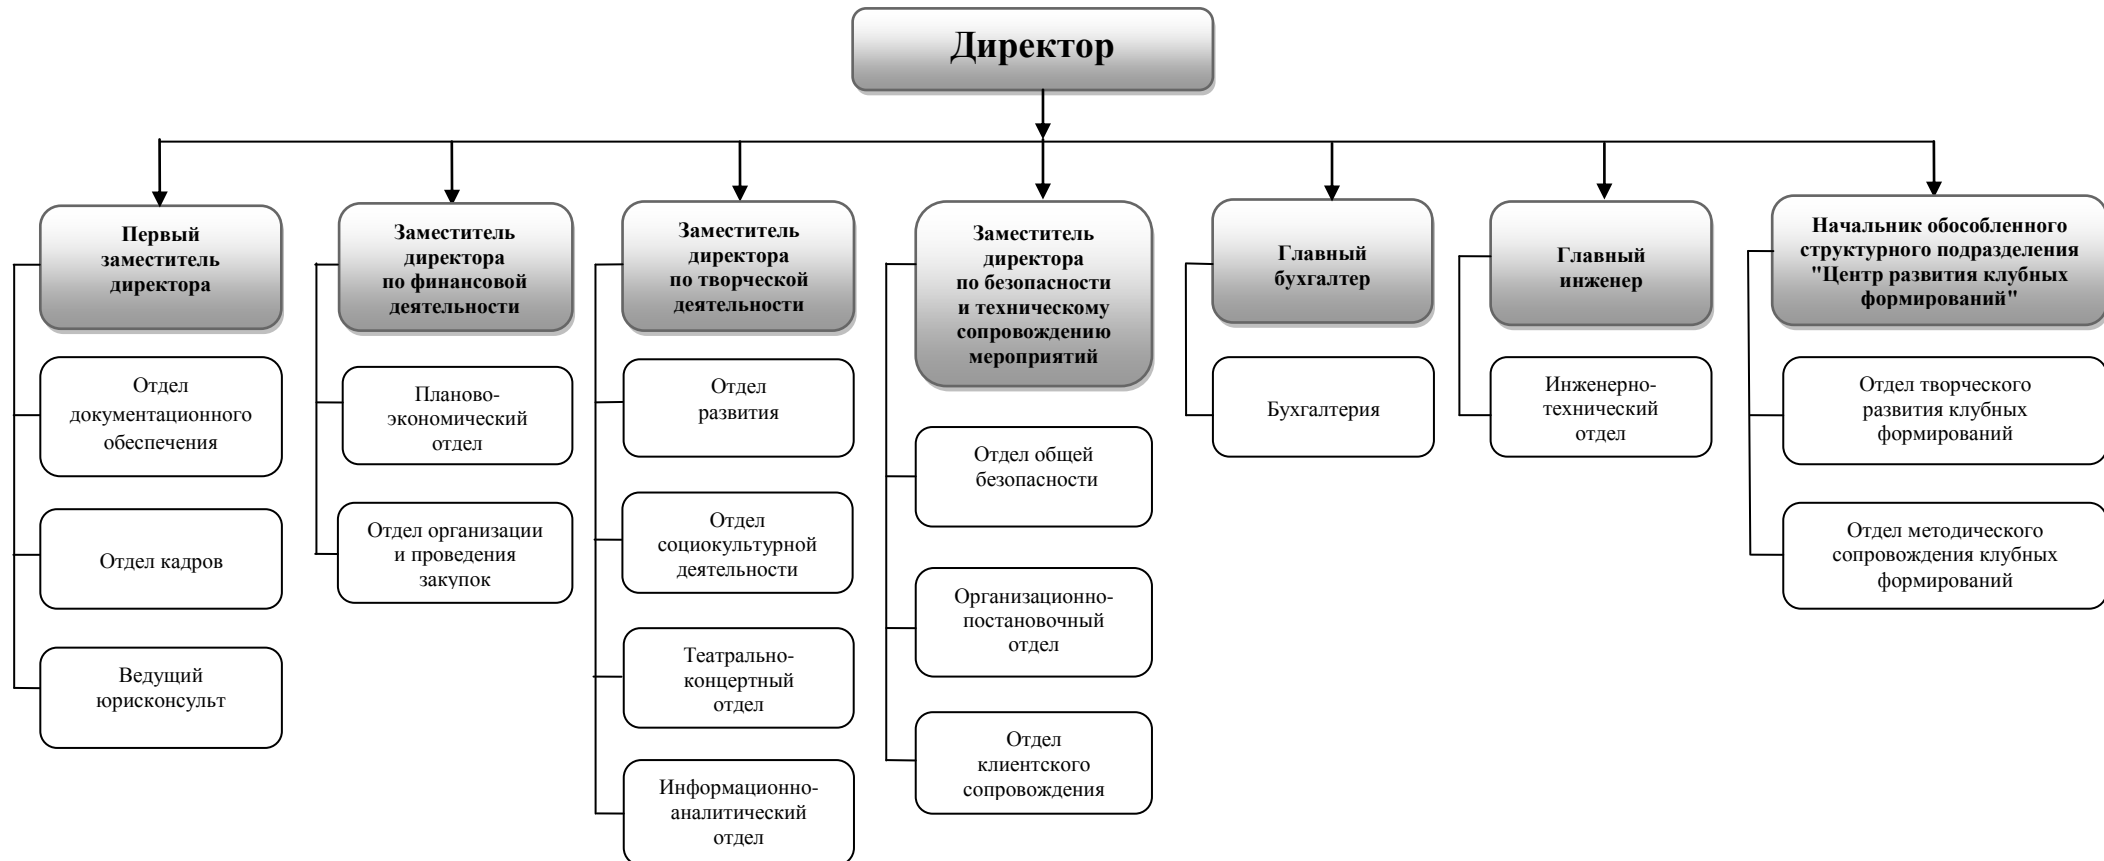 Директор
Первый
заместитель
директора
Отдел
документационного
обеспечения
Отдел кадров
Ведущий
юрисконсульт
Заместитель
директора
по финансовой
деятельности
Планово-
экономический
отдел
Отдел организации
и проведения
закупок
Заместитель
директора
по творческой
деятельности
Отдел
развития
Отдел
социокультурной
деятельности
Театрально-
концертный
отдел
Информационно-
аналитический
отдел
Заместитель
директора
по безопасности
и техническому
сопровождению
мероприятий
Отдел общей
безопасности
Организационно-
постановочный
отдел
Отдел
клиентского
сопровождения
Главный
бухгалтер
Бухгалтерия
Главный
инженер
Инженерно-
технический
отдел
Начальник обособленного
структурного подразделения
"Центр развития клубных
формирований"
Отдел творческого
развития клубных
формирований
Отдел методического
сопровождения клубных
формирований